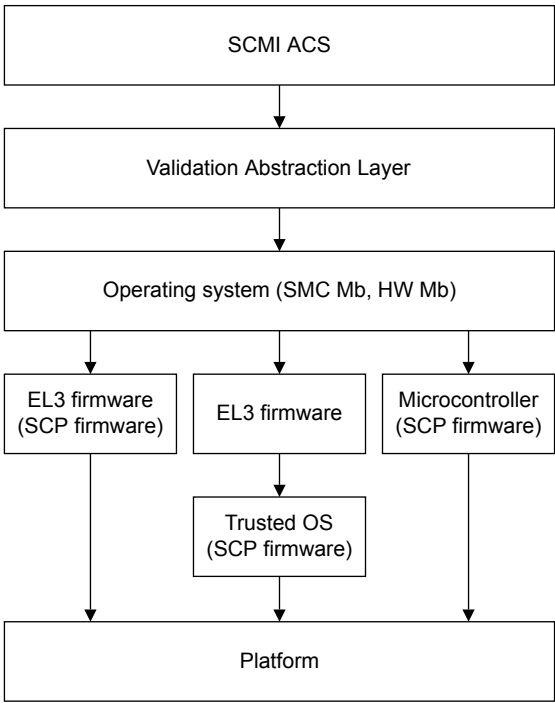 SCMI ACS
Validation Abstraction Layer
Operating system (SMC Mb, HW Mb)
EL3 firmware
(SCP firmware)
EL3 firmware
Microcontroller
(SCP firmware)
Trusted OS
(SCP firmware)
Platform